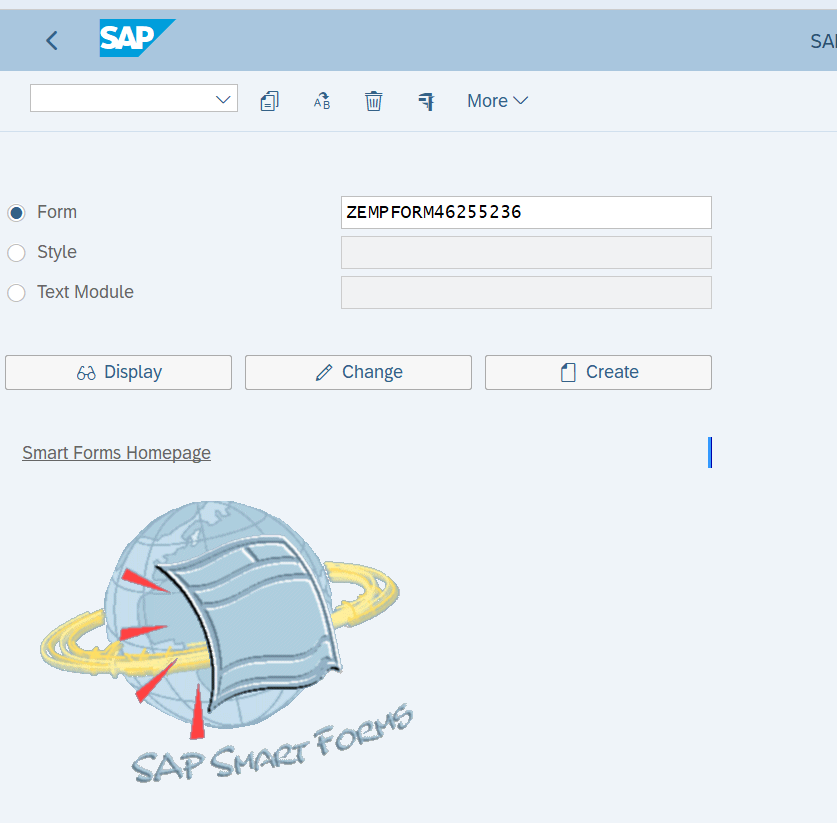 SAP
More
Form ZEMPFORM46255236
Style
Text Module
Display Change Create
Smart Forms Homepage
SAP SMART FORMS